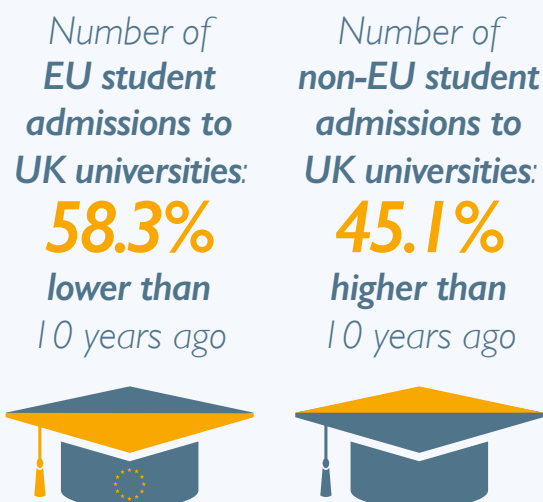 Number of
EU student
admissions to
UK universities:
58.3%
lower than
10 years ago
Number of
non-EU student
admissions to
UK universities:
45.1%
higher than
10 years ago